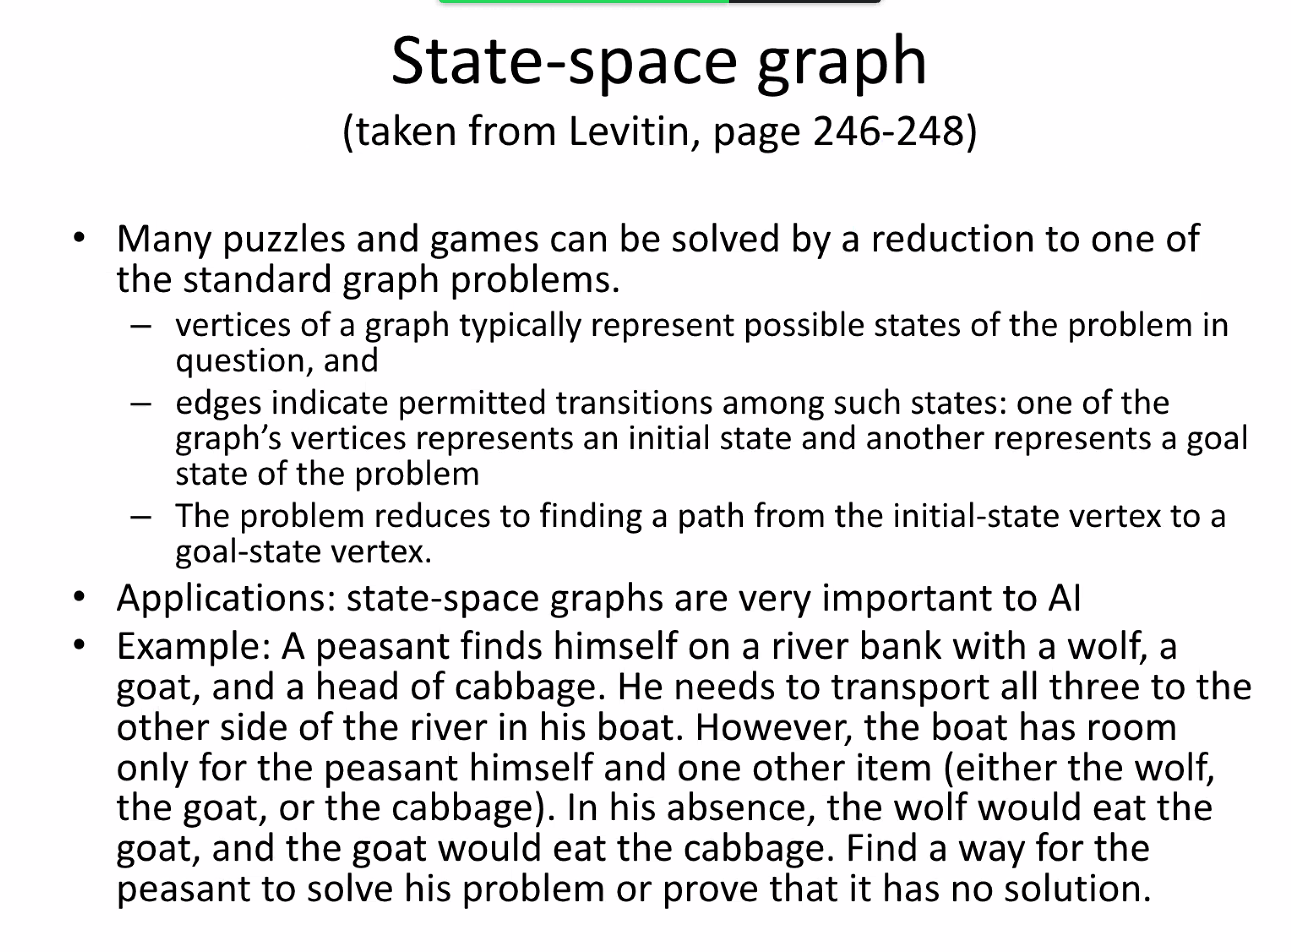 State-space graph
(taken from Levitin, page 246-248)
• Many puzzles and games can be solved by a reduction to one of
the standard graph problems.
– vertices of a graph typically represent possible states of the problem in
question, and
– edges indicate permitted transitions among such states: one of the
graph’s vertices represents an initial state and another represents a goal
state of the problem
– The problem reduces to finding a path from the initial-state vertex to a
goal-state vertex.
• Applications: state-space graphs are very important to AI
• Example: A peasant finds himself on a river bank with a wolf, a
goat, and a head of cabbage. He needs to transport all three to the
other side of the river in his boat. However, the boat has room
only for the peasant himself and one other item (either the wolf,
the goat, or the cabbage). In his absence, the wolf would eat the
goat, and the goat would eat the cabbage. Find a way for the
peasant to solve his problem or prove that it has no solution.